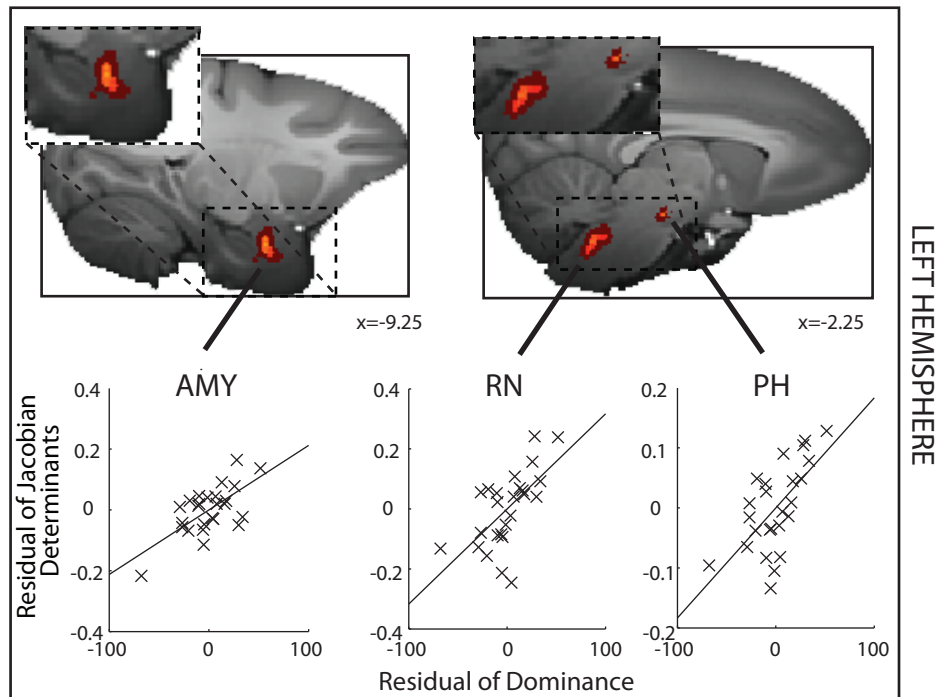 x=-9.25
x=-2.25
LEFT HEMISPHERE
AMY
RN
PH
Residual of Jacobian
Determinants
0.4
0.2
0
-0.2
-0.4
-100
0
100
0.4
0.2
0
-0.2
-0.4
-100
0
100
0.2
0.1
0
-0.1
-0.2
-100
0
100
Residual of Dominance